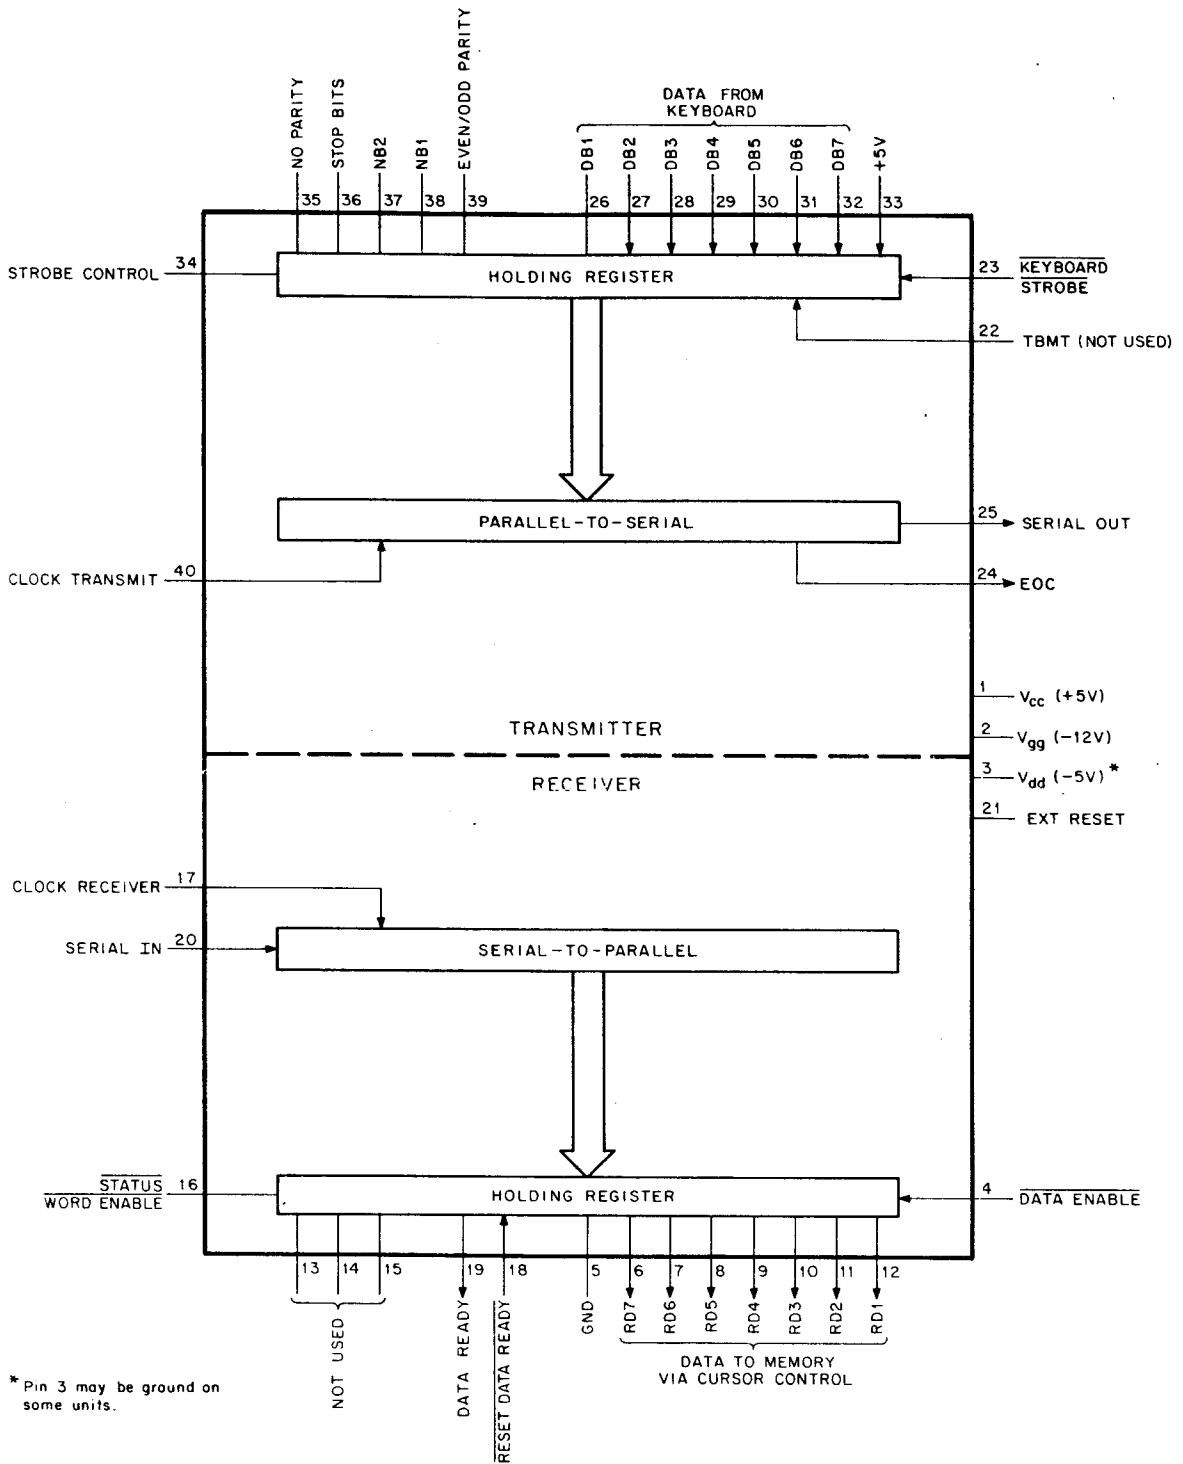 DATA FROM
KEYBOARD
NO PARITY
STOP BITS
NB2
NB1
EVEN/ODD PARITY
DB1
DB2
DB3
DB4
DB5
DB6
DB7
+5V
35
36
37
38
39
26
27
28
29
30
31
32
33
STROBE CONTROL
34
HOLDING REGISTER
23
KEYBOARD
STROBE
22
TBMT (NOT USED)
PARALLEL-TO-SERIAL
25
SERIAL OUT
CLOCK TRANSMIT
40
24
EOC
1
Vcc (+5V)
TRANSMITTER
2
Vgg (-12V)
RECEIVER
3
Vdd (-5V)*
21
EXT RESET
CLOCK RECEIVER
17
SERIAL IN
20
SERIAL-TO-PARALLEL
STATUS
WORD ENABLE
16
HOLDING REGISTER
4
DATA ENABLE
13
14
15
19
18
5
6
7
8
9
10
11
12
NOT USED
DATA READY
RESET DATA READY
GND
RD7
RD6
RD5
RD4
RD3
RD2
RD1
DATA TO MEMORY
VIA CURSOR CONTROL
* Pin 3 may be ground on
some units.